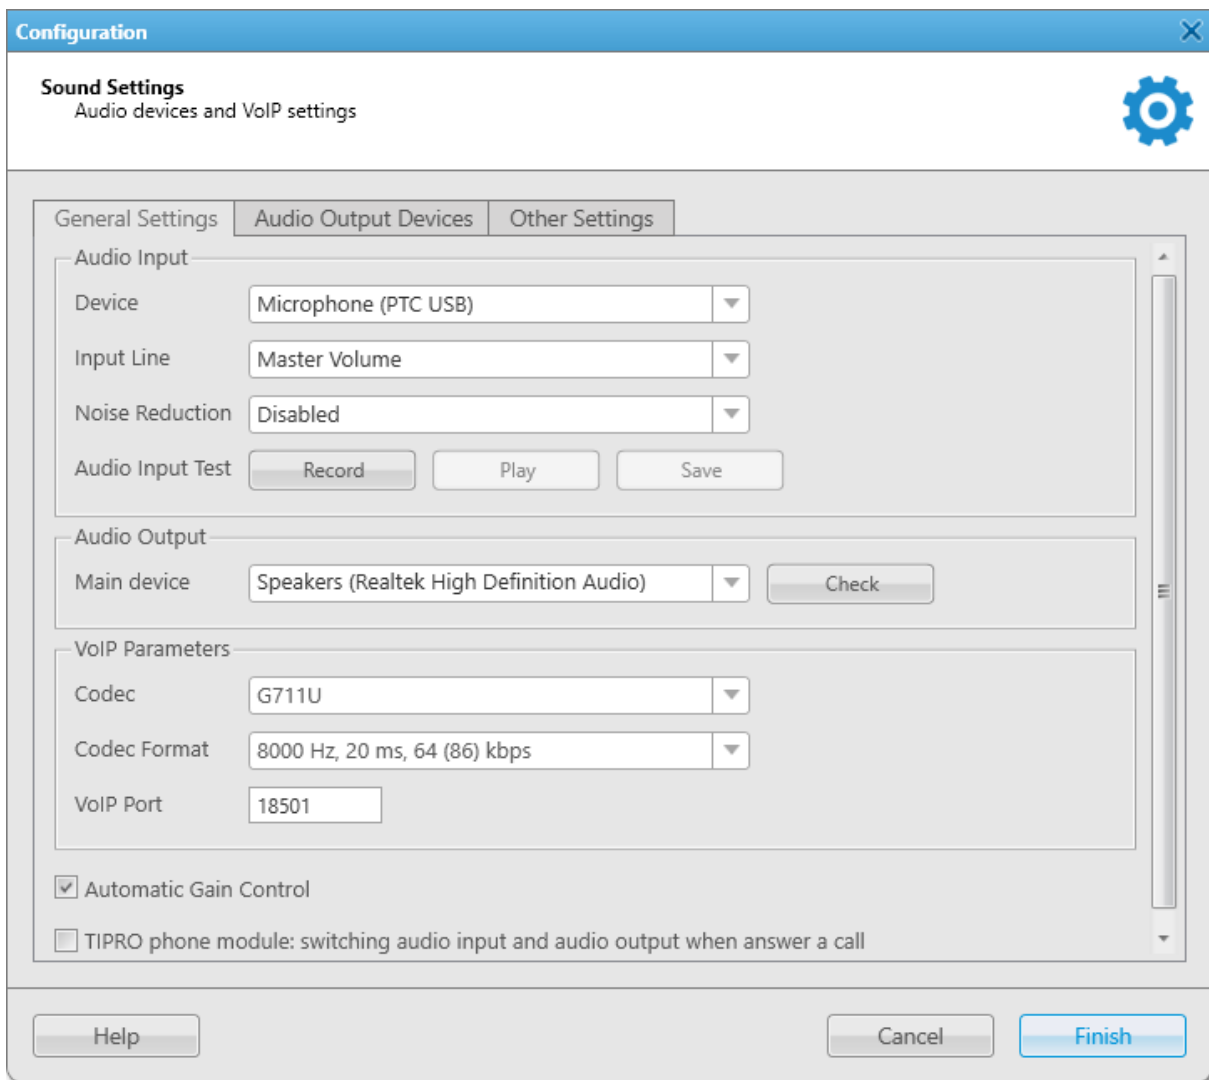 Configuration
Sound Settings
Audio devices and VoIP settings
General Settings
Audio Output Devices
Other Settings
Audio Input
Device
Microphone (PTC USB)
Input Line
Master Volume
Noise Reduction
Disabled
Audio Input Test
Record
Play
Save
Audio Output
Main device
Speakers (Realtek High Definition Audio)
Check
VoIP Parameters
Codec
G711U
Codec Format
8000 Hz, 20 ms, 64 (86) kbps
VoIP Port
18501
Automatic Gain Control
TIPRO phone module: switching audio input and audio output when answer a call
Help
Cancel
Finish